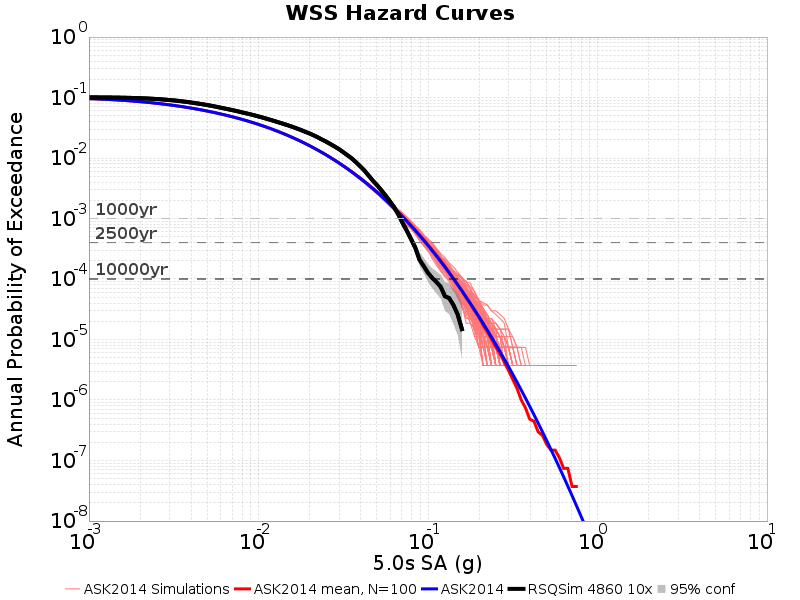 WSS Hazard Curves
Annual Probability of Exceedance
10^0
10^-1
10^-2
10^-3
10^-4
10^-5
10^-6
10^-7
10^-8
1000yr
2500yr
10000yr
10^-3 10^-2 10^-1 10^0 10^1
5.0s SA (g)
ASK2014 Simulations ASK2014 mean, N=100 ASK2014 RSQSim 4860 10x 95% conf